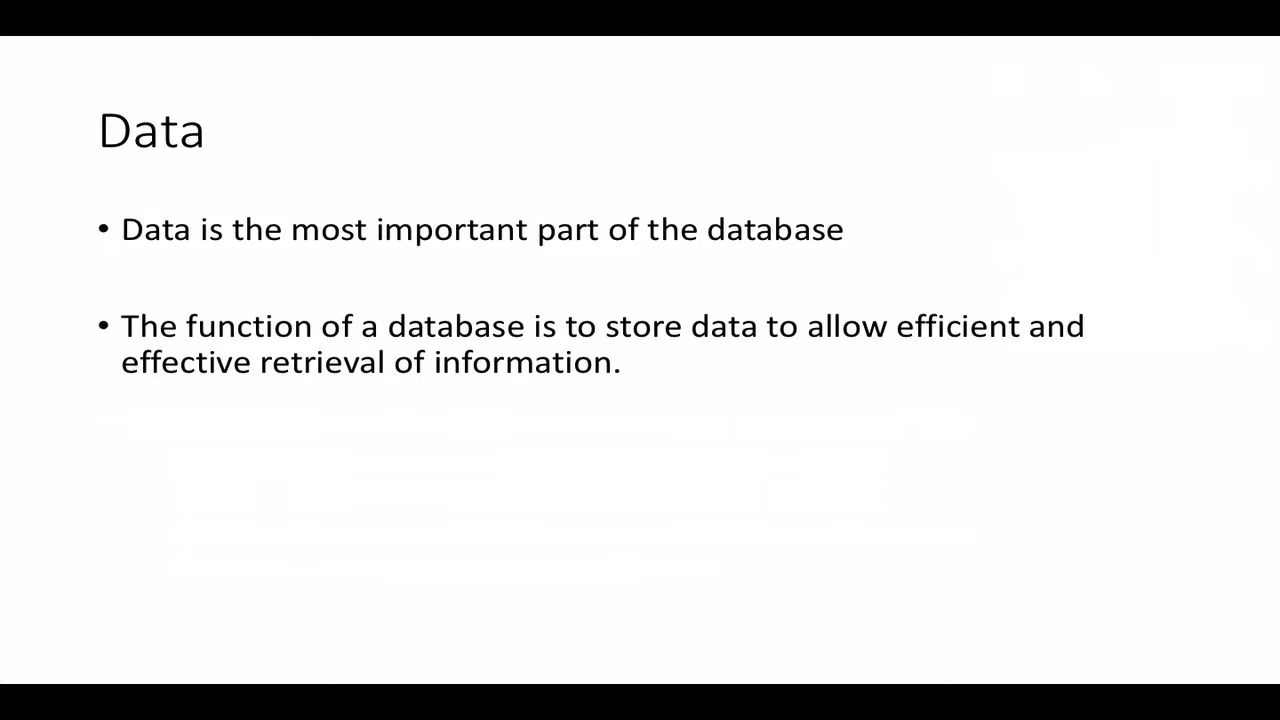 Data
• Data is the most important part of the database
• The function of a database is to store data to allow efficient and
effective retrieval of information.